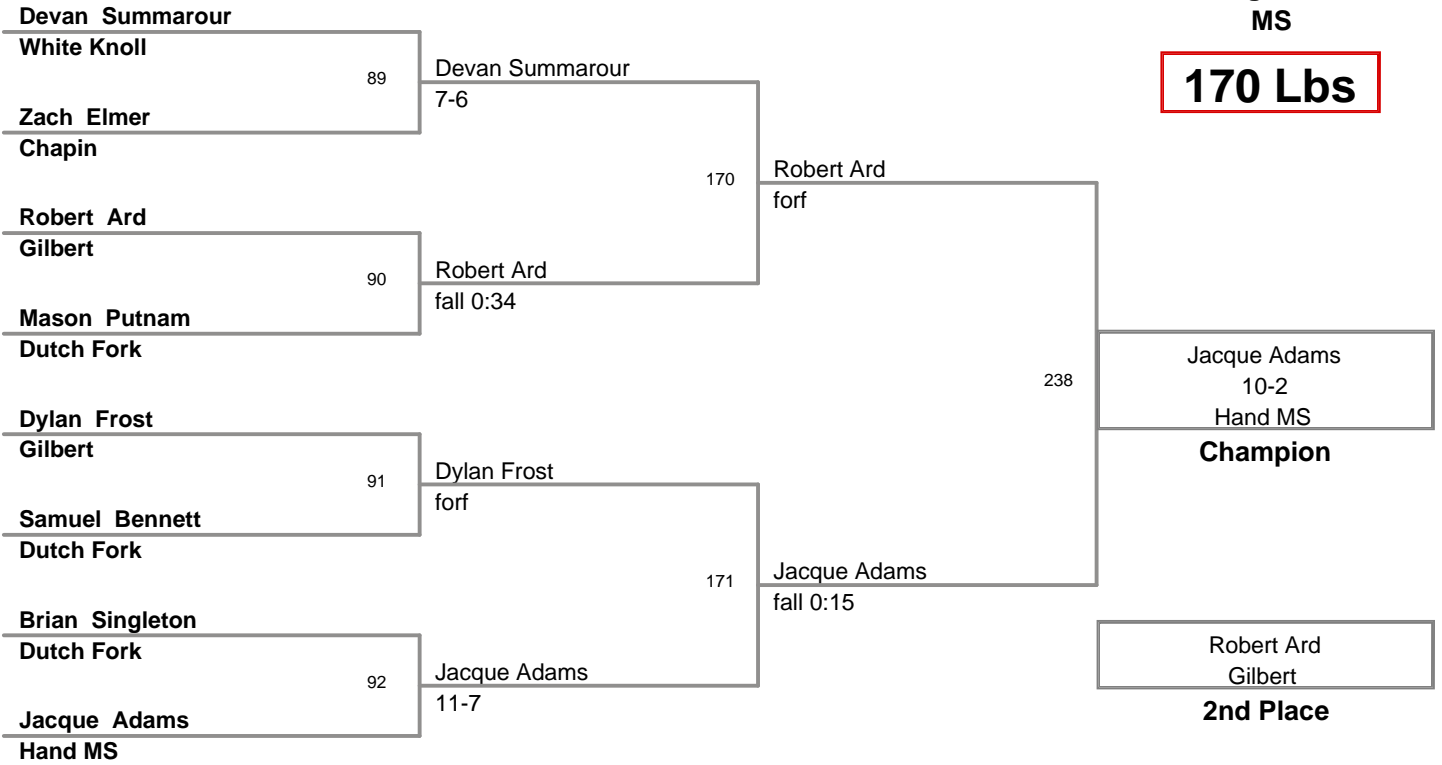 MS
170 Lbs
Devan Summarour
White Knoll
89
Zach Elmer
Chapin
Devan Summarour
7-6
Robert Ard
Gilbert
90
Mason Putnam
Dutch Fork
Robert Ard
fall 0:34
170
Robert Ard
forf
Dylan Frost
Gilbert
91
Samuel Bennett
Dutch Fork
Dylan Frost
forf
Brian Singleton
Dutch Fork
92
Jacque Adams
Hand MS
Jacque Adams
11-7
171
Jacque Adams
fall 0:15
238
Jacque Adams
10-2
Hand MS
Champion
Robert Ard
Gilbert
2nd Place